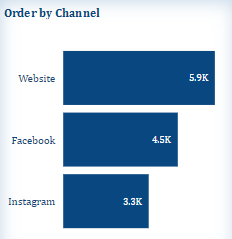 Order by Channel
Website 5.9K
Facebook 4.5K
Instagram 3.3K